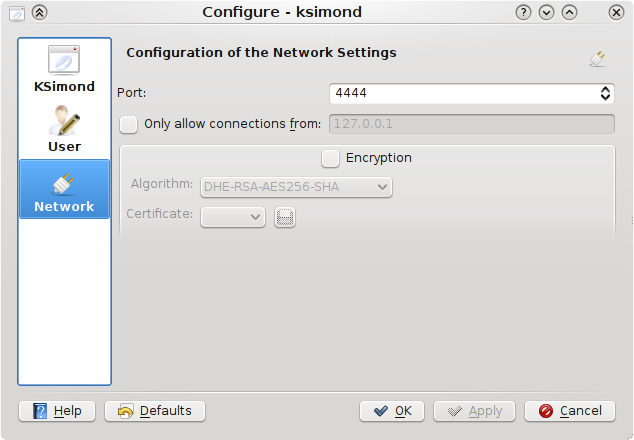 Configure - ksimond
Configuration of the Network Settings
KSimond
User
Network
Port: 4444
Only allow connections from: 127.0.0.1
Encryption
Algorithm: DHE-RSA-AES256-SHA
Certificate:
Help Defaults OK Apply Cancel